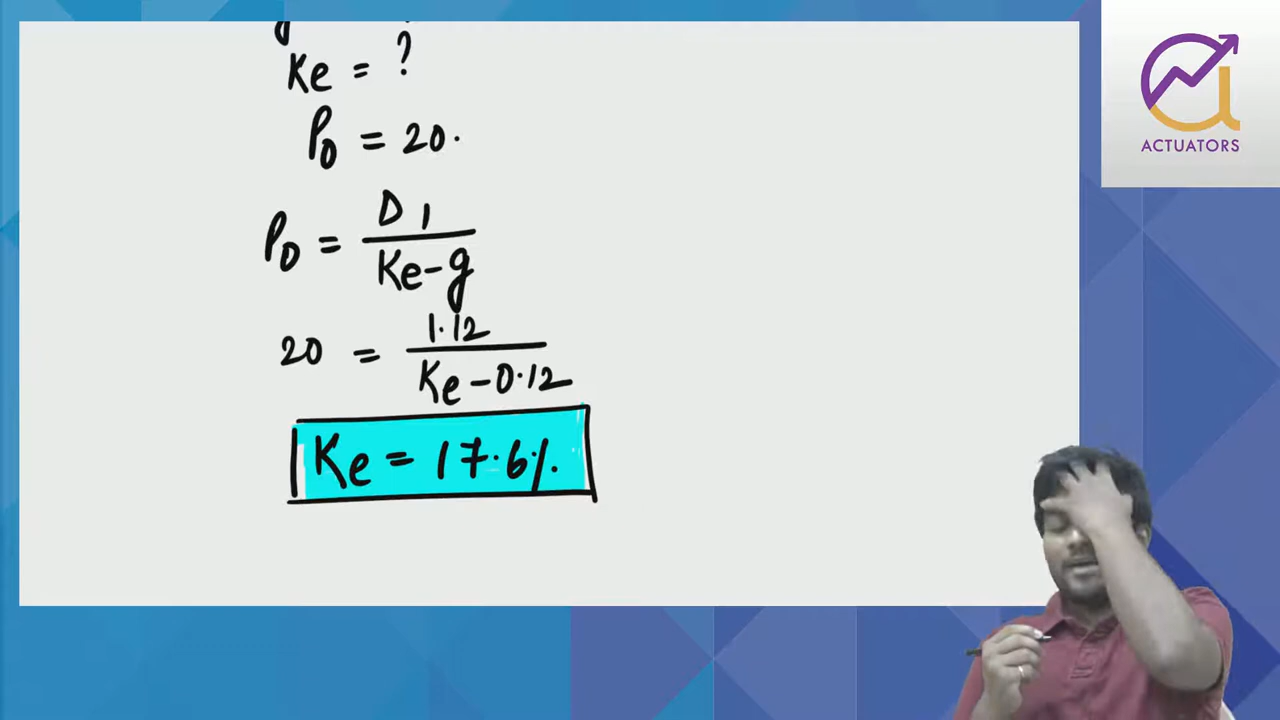 Ke = ?
P0 = 20.
P0 = D1 / Ke-g
20 = 1.12 / Ke-0.12
Ke = 17.6%.
ACTUATORS